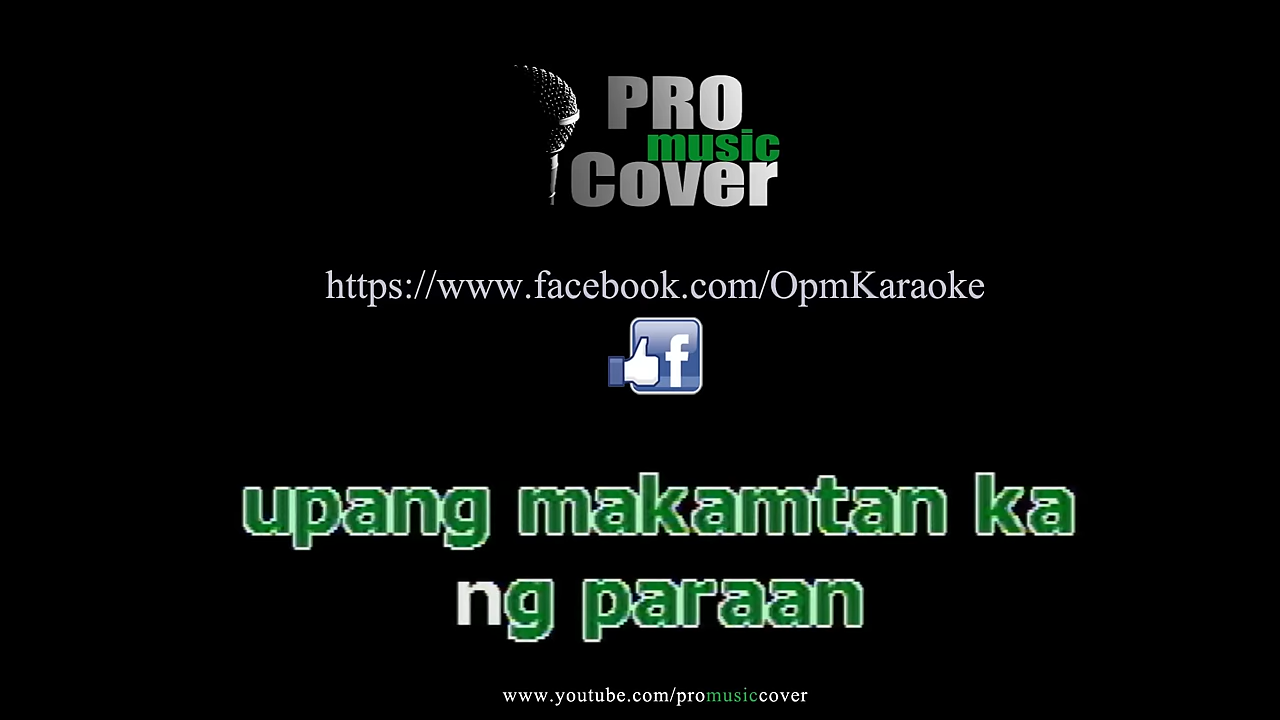 PRO
music
Cover
https://www.facebook.com/OpmKaraoke
f
upang makamtan ka
ng paraan
www.youtube.com/promusiccover